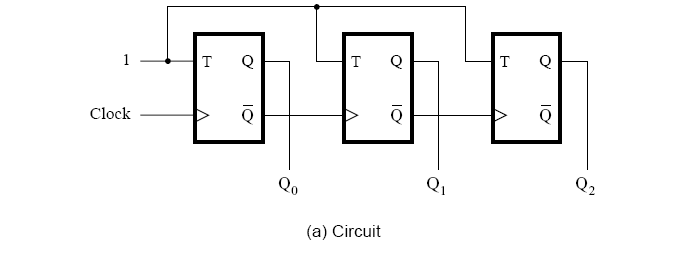 1 T Q T Q T Q
Clock Q̅ Q̅ Q̅
Q₀ Q₁ Q₂
(a) Circuit